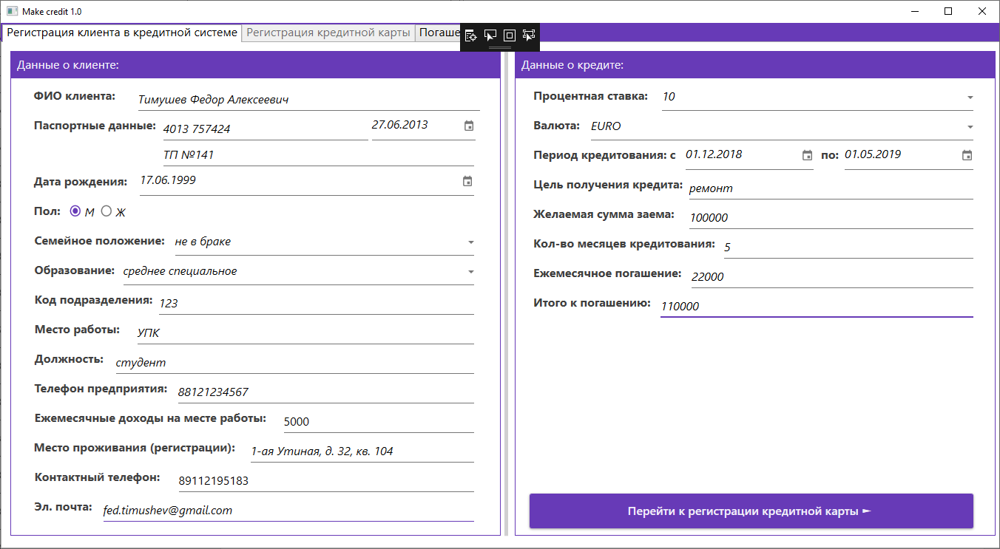 Make credit 1.0
Регистрация клиента в кредитной системе Регистрация кредитной карты Погаше
Данные о клиенте:
ФИО клиента: Тимушев Федор Алексеевич
Паспортные данные: 4013 757424 27.06.2013
ТП №141
Дата рождения: 17.06.1999
Пол: М Ж
Семейное положение: не в браке
Образование: среднее специальное
Код подразделения: 123
Место работы: УПК
Должность: студент
Телефон предприятия: 88121234567
Ежемесячные доходы на месте работы: 5000
Место проживания (регистрации): 1-ая Утиная, д. 32, кв. 104
Контактный телефон: 89112195183
Эл. почта: fed.timushev@gmail.com
Данные о кредите:
Процентная ставка: 10
Валюта: EURO
Период кредитования: с 01.12.2018 по: 01.05.2019
Цель получения кредита: ремонт
Желаемая сумма заема: 100000
Кол-во месяцев кредитования: 5
Ежемесячное погашение: 22000
Итого к погашению: 110000
Перейти к регистрации кредитной карты ►